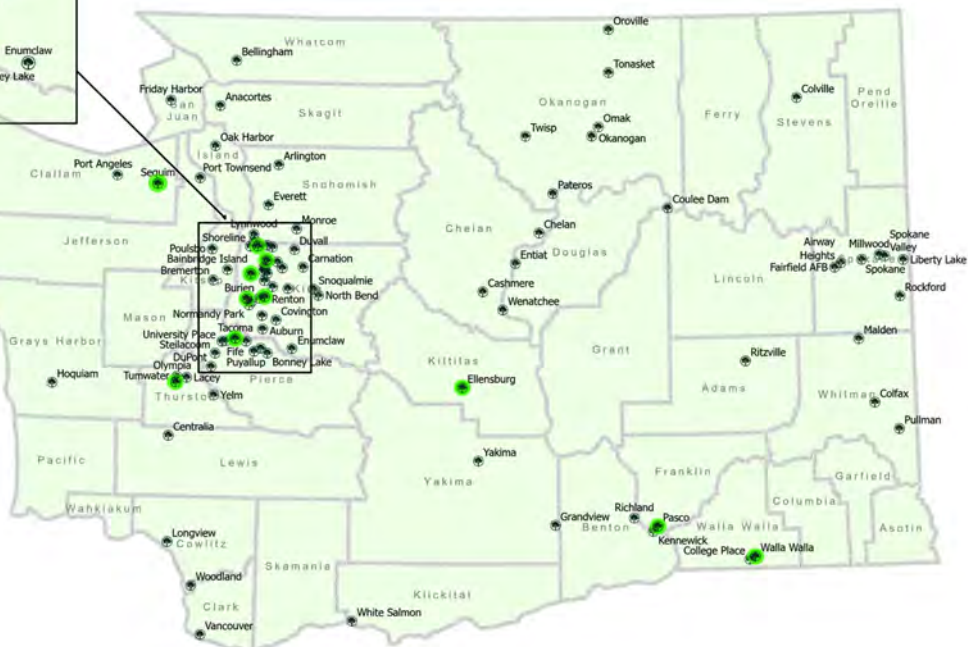 Enumclaw
ey Lake
Oroville
Whatcom
Bellingham
Tonasket
Colville
Pend
Oreille
Friday Harbor
San
Juan
Anacortes
Skagit
Okanogan
Ferry
Stevens
Omak
Okanogan
Twisp
Oak Harbor
Island
Arlington
Port Angeles
Clallam
Sequim
Port Townsend
Snohomish
Pateros
Everett
Coulee Dam
Monroe
Lynnwood
Shoreline
Duvall
Chelan
Chelan
Douglas
Jefferson
Poulsbo
Bainbridge Island
Carnation
Entiat
Airway
Heights
Millwood
Spokane
Valley
Liberty Lake
Fairfield AFB
Spokane
Bremerton
Kitsap
Snoqualmie
North Bend
Lincoln
Cashmere
Burien
Renton
Rockford
Wenatchee
Normandy Park
Covington
Mason
Tacoma
Auburn
University Place
Malden
Grays Harbor
Steilacoom
Fife
Enumclaw
DuPont
Puyallup
Bonney Lake
Grant
Ritzville
Kittitas
Olympia
Hoquiam
Tumwater
Lacey
Pierce
Ellensburg
Adams
Whitman
Colfax
Thursto
Yelm
Pullman
Centralia
Pacific
Lewis
Yakima
Yakima
Franklin
Garfield
Columbia
Wahkiakum
Richland
Pasco
Grandview
Benton
Walla Walla
Asotin
Kennewick
College Place
Walla Walla
Longview
Cowlitz
Skamania
Woodland
Klickitat
Clark
White Salmon
Vancouver